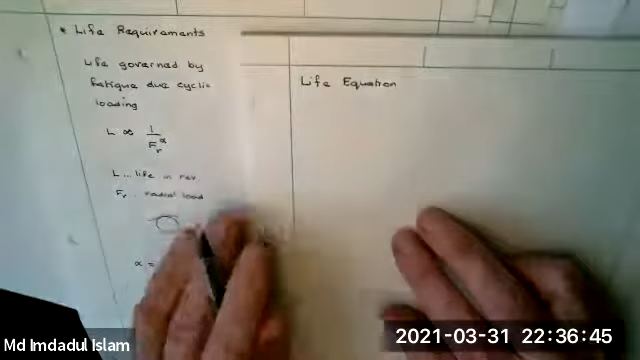 * Life Requirements
Life governed by
fatigue due cyclic
loading
L ∝ 1/Fr^α
L... life in rev
Fr.. radial load
α =
Life Equation
Md Imdadul Islam
2021-03-31 22:36:45